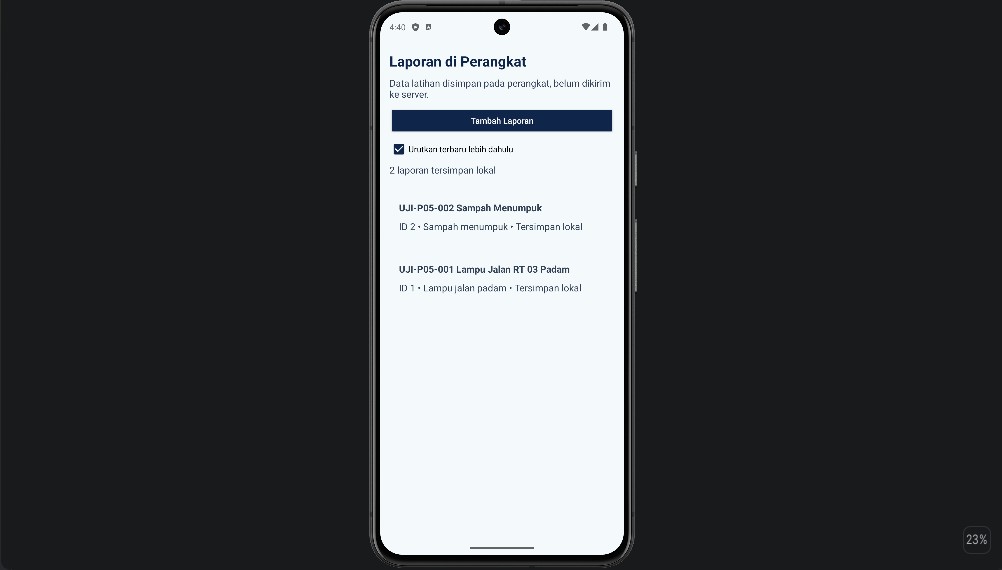 4:40
Laporan di Perangkat
Data latihan disimpan pada perangkat, belum dikirim
ke server.
Tambah Laporan
Urutkan terbaru lebih dahulu
2 laporan tersimpan lokal
UJI-P05-002 Sampah Menumpuk
ID 2 • Sampah menumpuk • Tersimpan lokal
UJI-P05-001 Lampu Jalan RT 03 Padam
ID 1 • Lampu jalan padam • Tersimpan lokal
23%